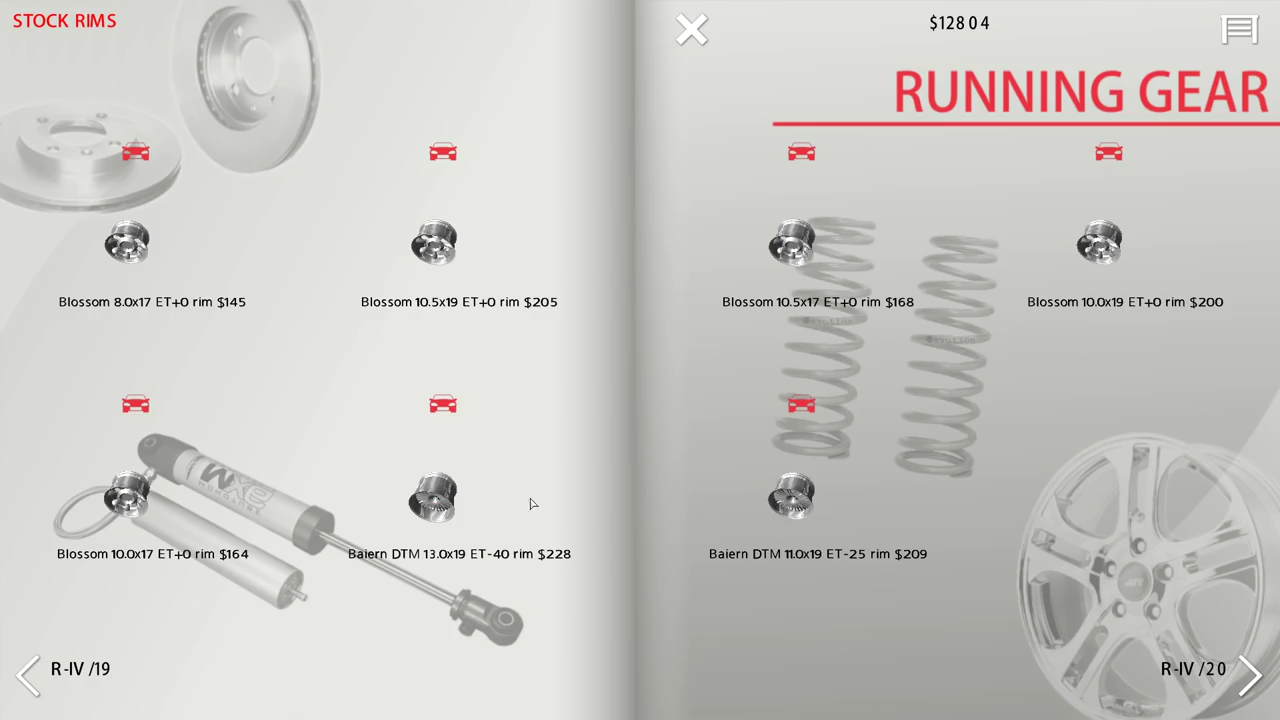 STOCK RIMS
$12804
RUNNING GEAR
Blossom 8.0x17 ET+0 rim $145
Blossom 10.5x19 ET+0 rim $205
Blossom 10.5x17 ET+0 rim $168
Blossom 10.0x19 ET+0 rim $200
Blossom 10.0x17 ET+0 rim $164
Baiern DTM 13.0x19 ET-40 rim $228
Baiern DTM 11.0x19 ET-25 rim $209
R-IV /19
R-IV /20